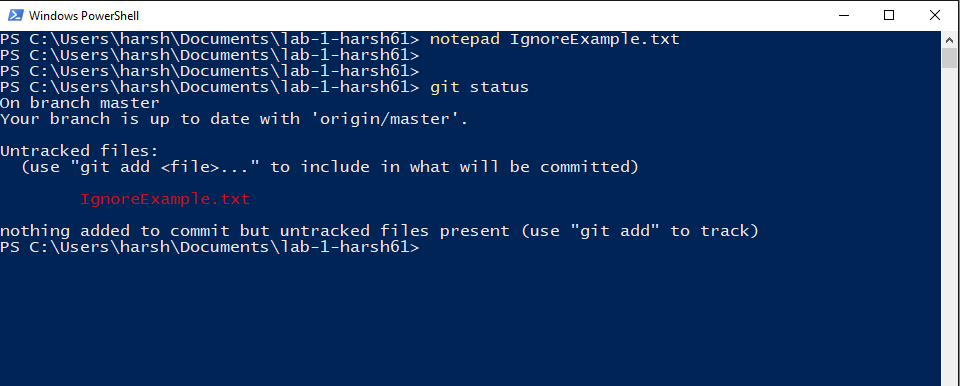 Windows PowerShell
PS C:\Users\harsh\Documents\lab-1-harsh61> notepad IgnoreExample.txt
PS C:\Users\harsh\Documents\lab-1-harsh61>
PS C:\Users\harsh\Documents\lab-1-harsh61>
PS C:\Users\harsh\Documents\lab-1-harsh61> git status
On branch master
Your branch is up to date with 'origin/master'.
Untracked files:
  (use "git add <file>..." to include in what will be committed)
        IgnoreExample.txt
nothing added to commit but untracked files present (use "git add" to track)
PS C:\Users\harsh\Documents\lab-1-harsh61>